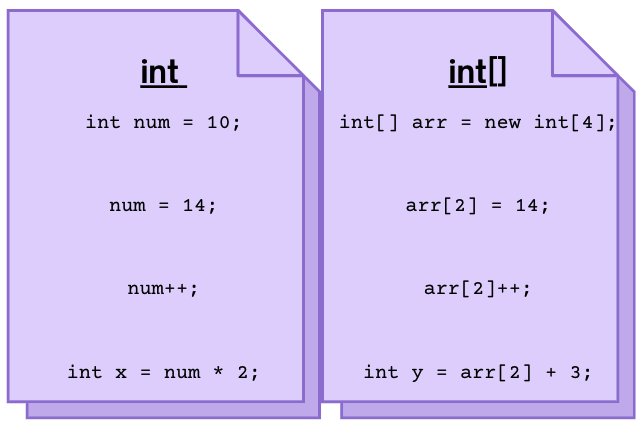 int
int num = 10;
num = 14;
num++;
int x = num * 2;
int[]
int[] arr = new int[4];
arr[2] = 14;
arr[2]++;
int y = arr[2] + 3;